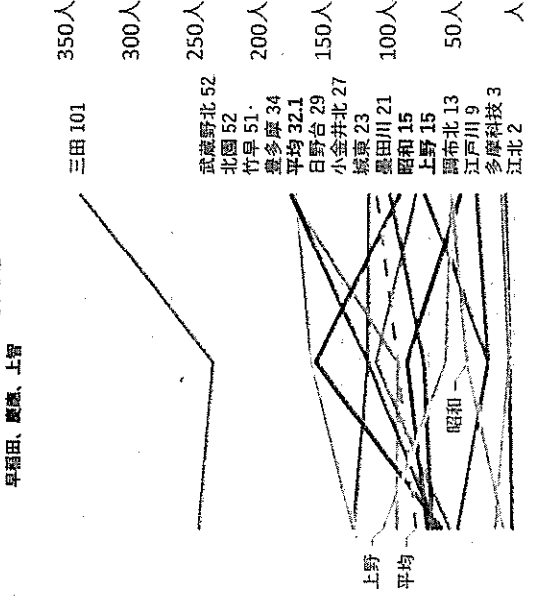 早稲田、慶應、上智
350人
300人
250人
200人
150人
100人
50人
人
三田 101
武蔵野北 52
北園 52
竹早 51
豊多摩 34
平均 32.1
日野台 29
小金井北 27
城東 23
墨田川 21
昭和 15
上野 15
調布北 13
江戸川 9
多摩科技 3
江北 2
上野
平均
昭和